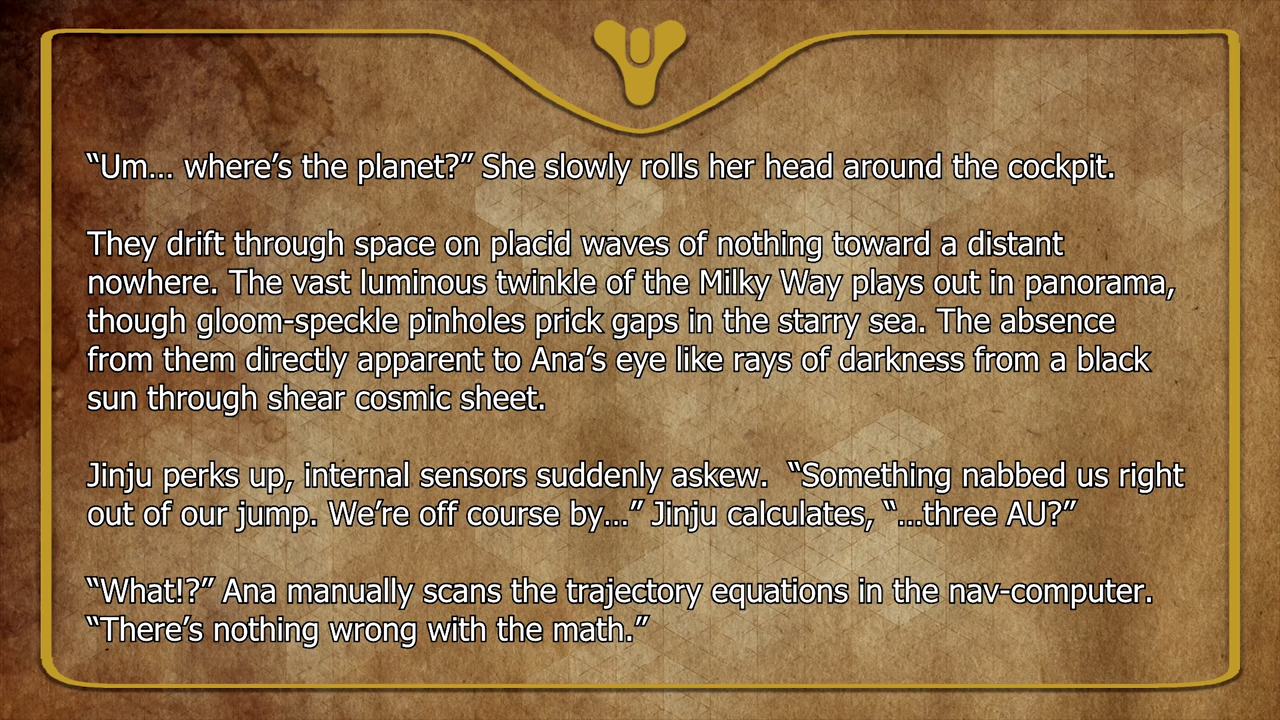 “Um... where’s the planet?” She slowly rolls her head around the cockpit.
They drift through space on placid waves of nothing toward a distant
nowhere. The vast luminous twinkle of the Milky Way plays out in panorama,
though gloom-speckle pinholes prick gaps in the starry sea. The absence
from them directly apparent to Ana’s eye like rays of darkness from a black
sun through shear cosmic sheet.
Jinju perks up, internal sensors suddenly askew.  “Something nabbed us right
out of our jump. We’re off course by...” Jinju calculates, “...three AU?”
“What!?” Ana manually scans the trajectory equations in the nav-computer.
“There’s nothing wrong with the math.”